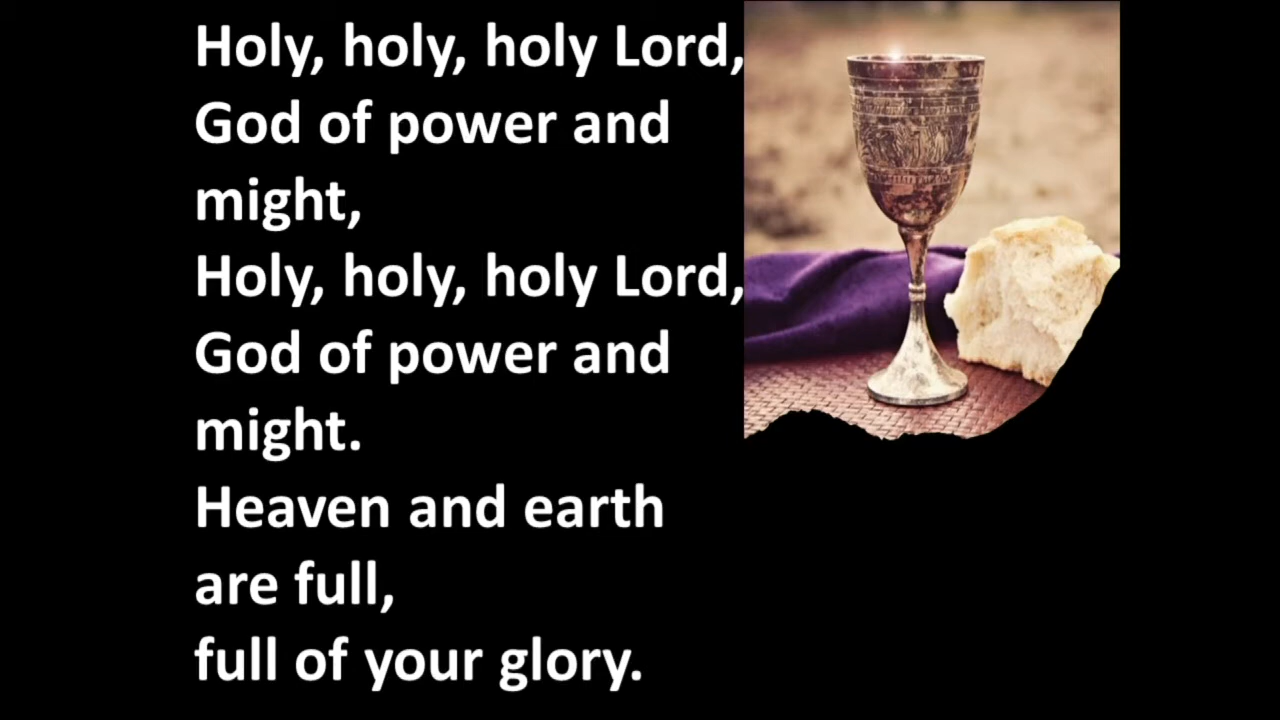 Holy, holy, holy Lord,
God of power and
might,
Holy, holy, holy Lord,
God of power and
might.
Heaven and earth
are full,
full of your glory.